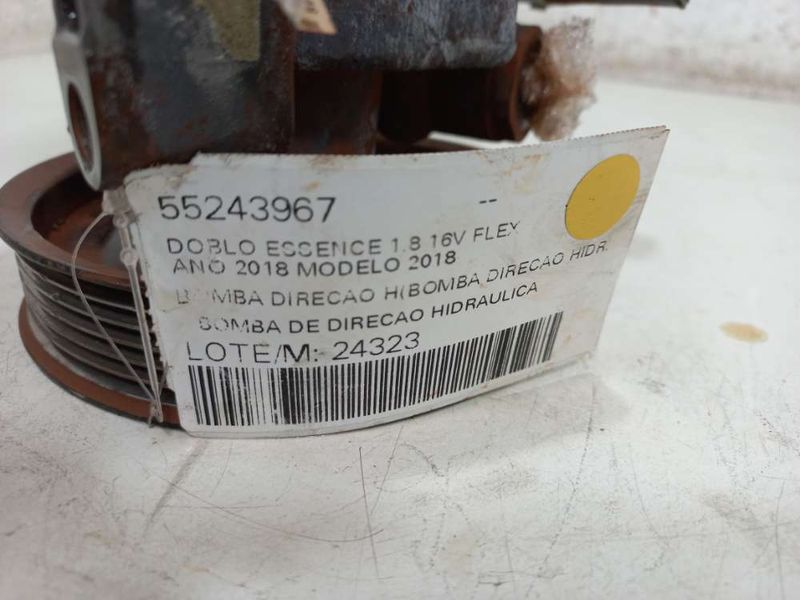 55243967 --
DOBLO ESSENCE 1.8 16V FLEX
ANO 2018 MODELO 2018
BOMBA DIRECAO H(BOMBA DIRECAO HIDR.
BOMBA DE DIRECAO HIDRAULICA
LOTE/M: 24323